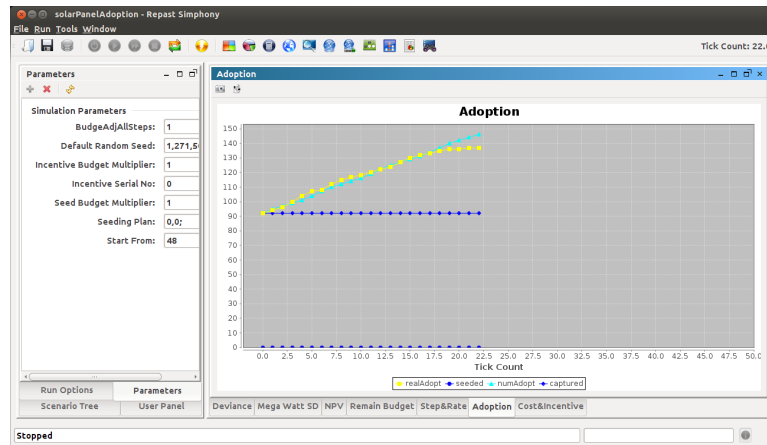 solarPanelAdoption - Repast Simphony
File Run Tools Window
Tick Count: 22.
Parameters
Adoption
Simulation Parameters
BudgeAdjAllSteps: 1
Default Random Seed: 1,271,5
Incentive Budget Multiplier: 1
Incentive Serial No: 0
Seed Budget Multiplier: 1
Seeding Plan: 0,0;
Start From: 48
Adoption
150
140
130
120
110
100
90
80
70
60
50
40
30
20
10
0
0.0 2.5 5.0 7.5 10.0 12.5 15.0 17.5 20.0 22.5 25.0 27.5 30.0 32.5 35.0 37.5 40.0 42.5 45.0 47.5 50.0
Tick Count
realAdopt seeded numAdopt captured
Run Options Parameters
Scenario Tree User Panel
Deviance Mega Watt SD NPV Remain Budget Step&Rate Adoption Cost&Incentive
Stopped